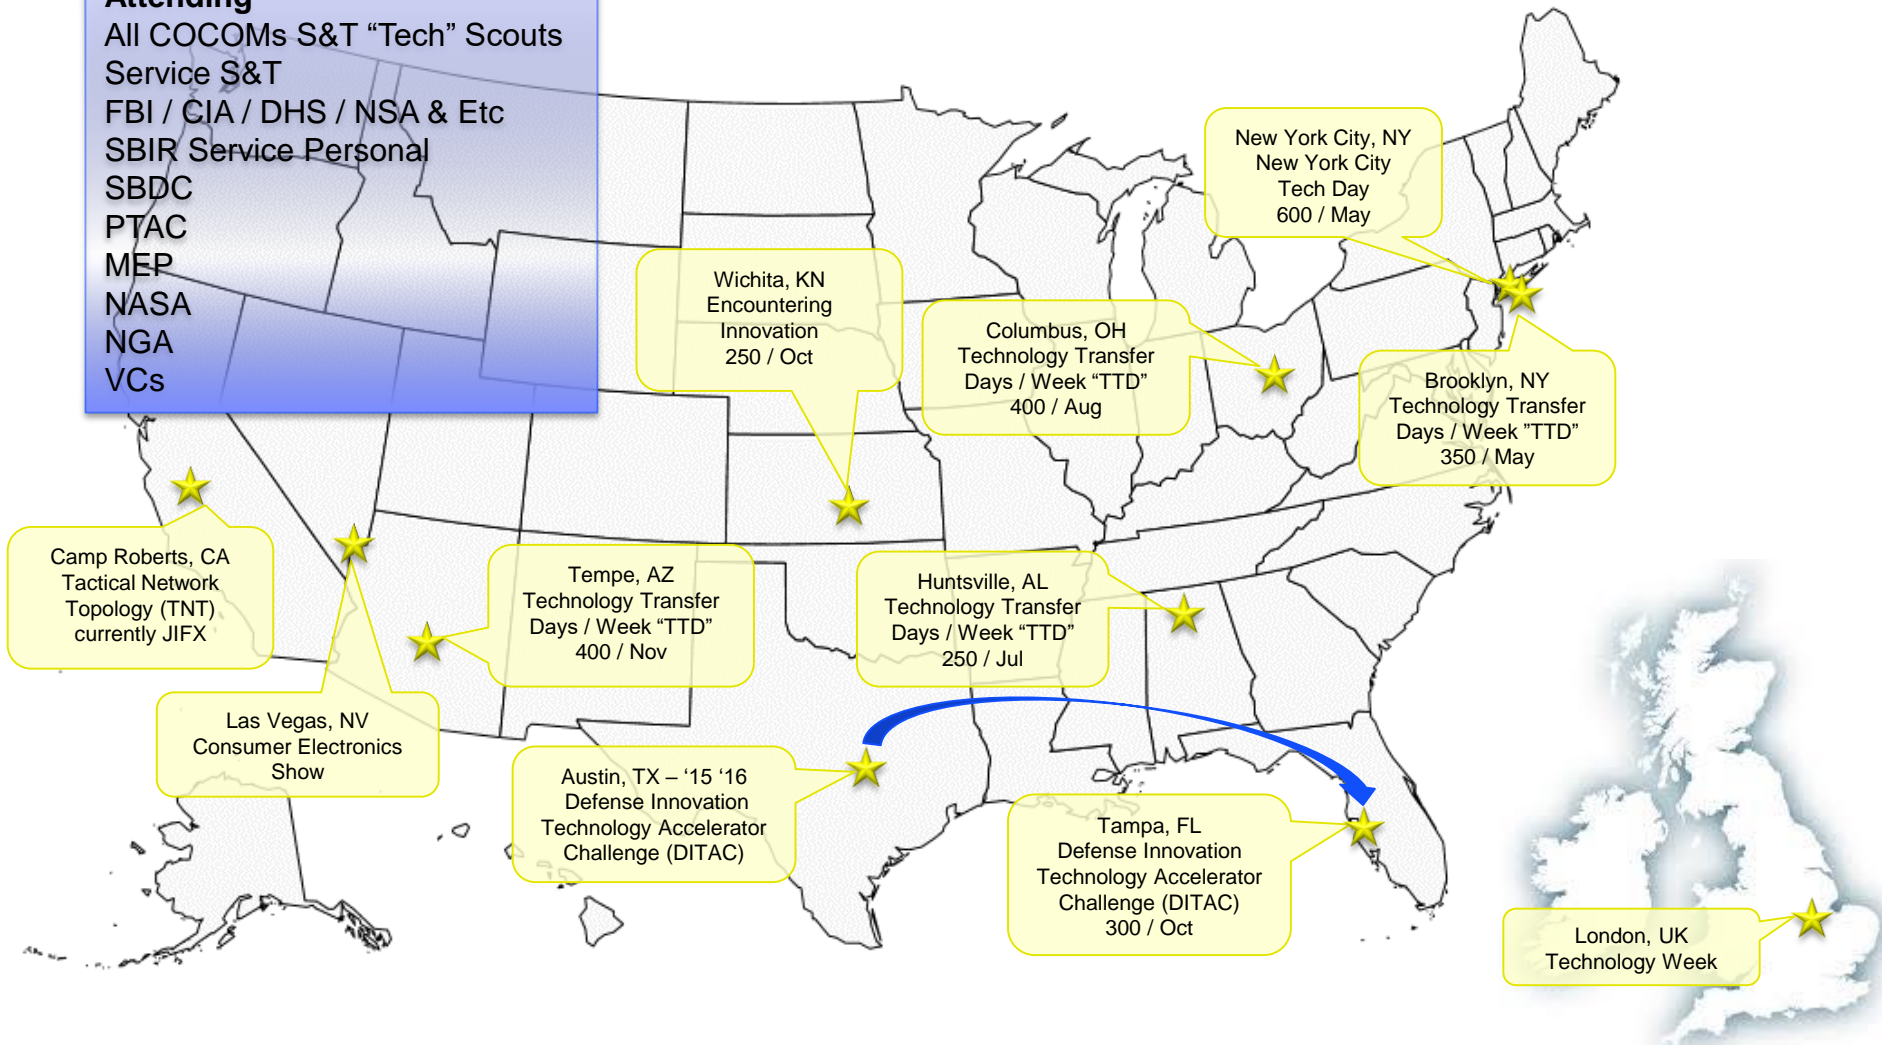 Attending
All COCOMs S&T “Tech” Scouts
Service S&T
FBI / CIA / DHS / NSA & Etc
SBIR Service Personal
SBDC
PTAC
MEP
NASA
NGA
VCs
New York City, NY
New York City
Tech Day
600 / May
Wichita, KN
Encountering
Innovation
250 / Oct
Columbus, OH
Technology Transfer
Days / Week “TTD”
400 / Aug
Brooklyn, NY
Technology Transfer
Days / Week ”TTD”
350 / May
Camp Roberts, CA
Tactical Network
Topology (TNT)
currently JIFX
Tempe, AZ
Technology Transfer
Days / Week “TTD”
400 / Nov
Huntsville, AL
Technology Transfer
Days / Week “TTD”
250 / Jul
Las Vegas, NV
Consumer Electronics
Show
Austin, TX – ‘15 ‘16
Defense Innovation
Technology Accelerator
Challenge (DITAC)
Tampa, FL
Defense Innovation
Technology Accelerator
Challenge (DITAC)
300 / Oct
London, UK
Technology Week